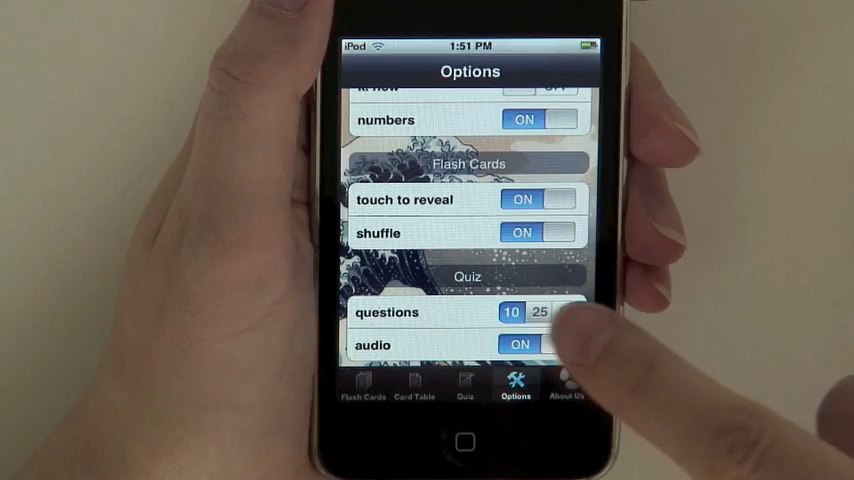 iPod 1:51 PM
Options
numbers ON
Flash Cards
touch to reveal ON
shuffle ON
Quiz
questions 10 25
audio ON
Flash Cards Card Table Quiz Options About Us